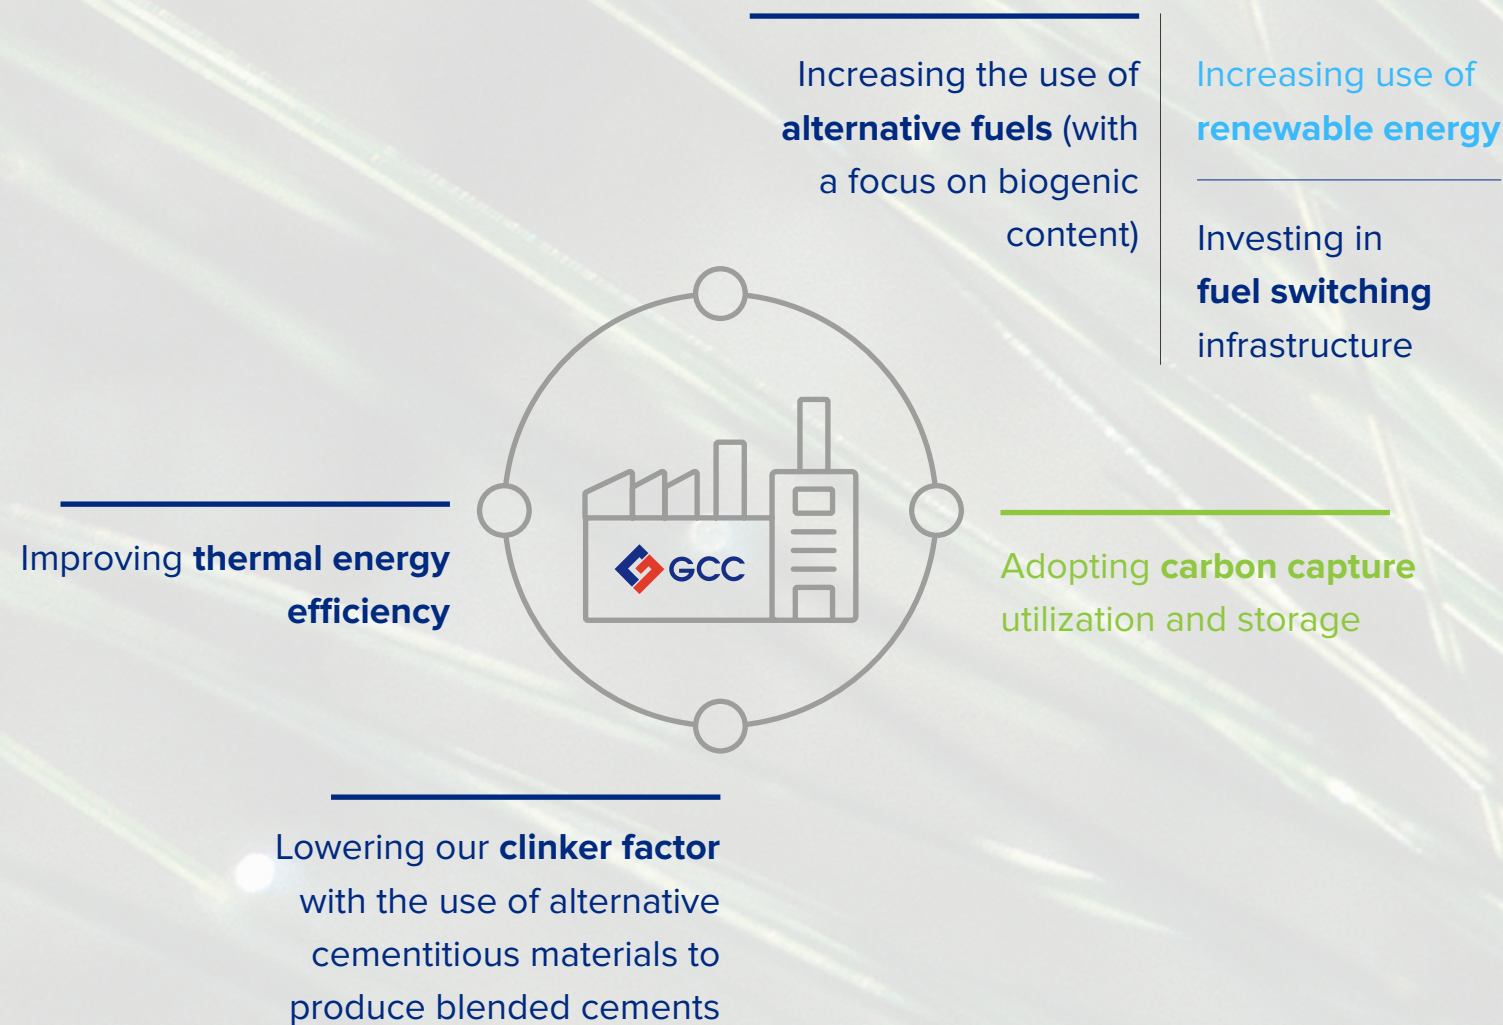 Increasing the use of
alternative fuels (with
a focus on biogenic
content)
Increasing use of
renewable energy
Investing in
fuel switching
infrastructure
Improving thermal energy
efficiency
GCC
Adopting carbon capture
utilization and storage
Lowering our clinker factor
with the use of alternative
cementitious materials to
produce blended cements